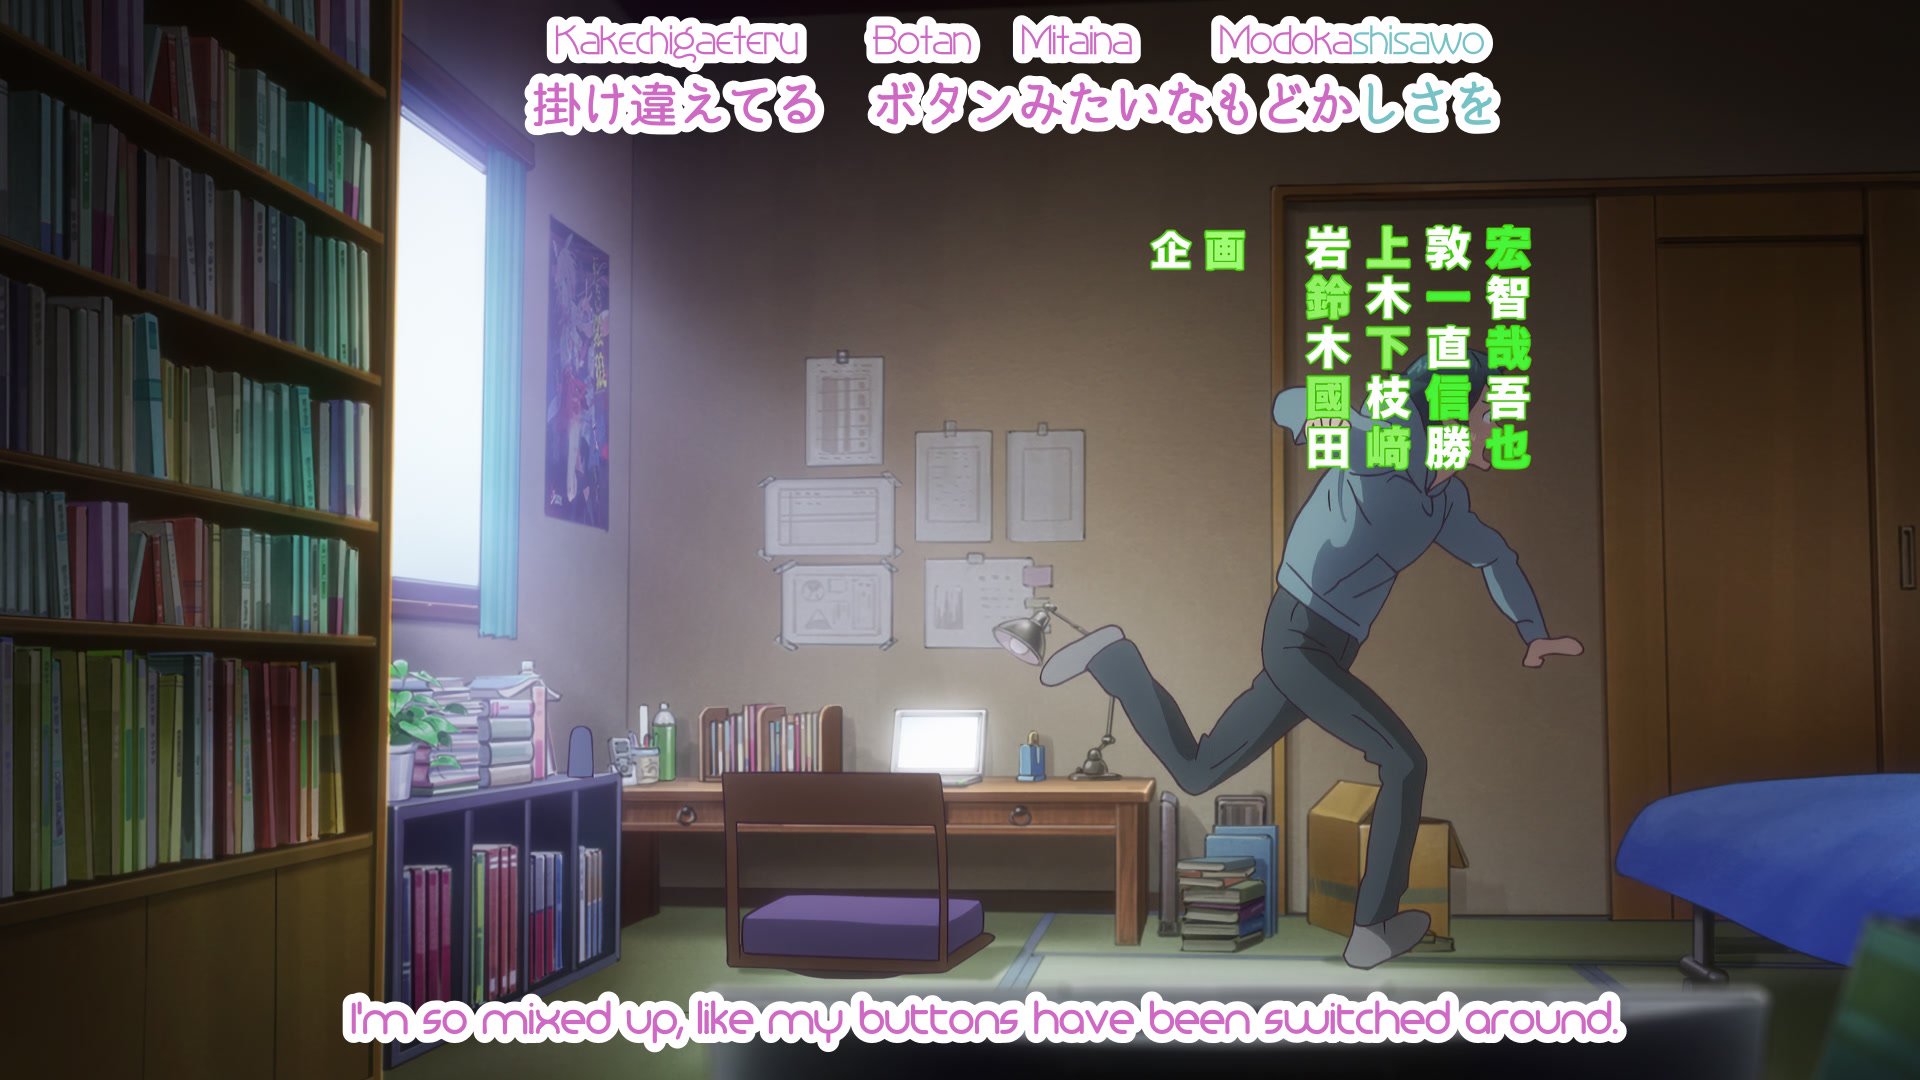 Kakechigaeteru Botan Mitaina Modokashisawo
掛け違えてる ボタンみたいなもどかしさを
企画 岩上敦宏
鈴木一智
木下直哉
國枝信吾
田﨑勝也
I'm so mixed up, like my buttons have been switched around.